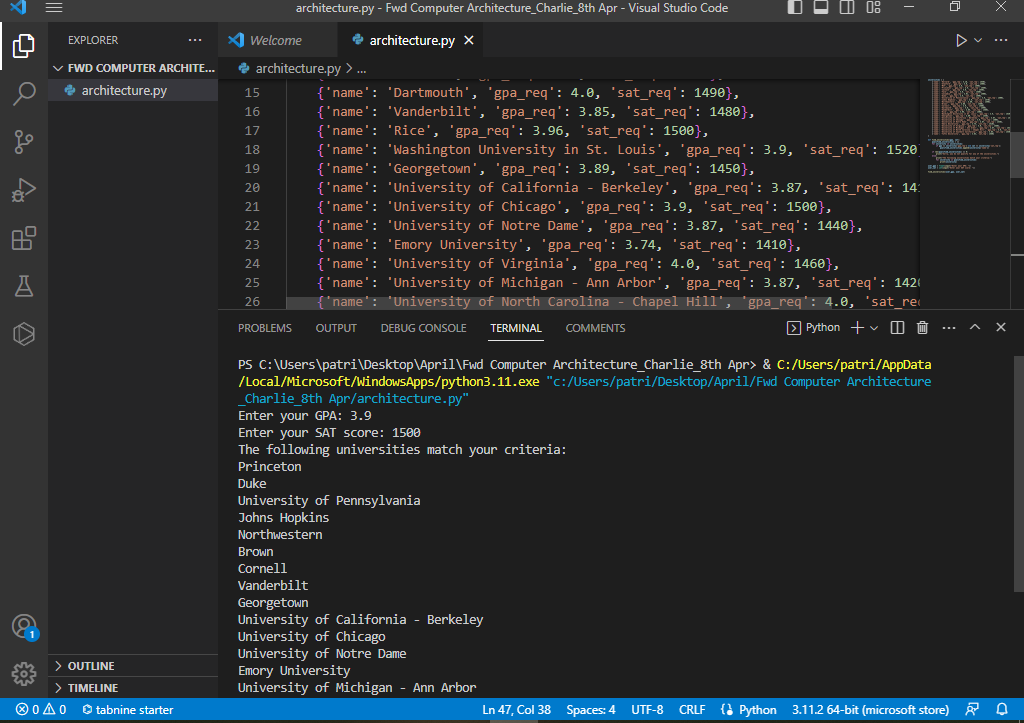 architecture.py - Fwd Computer Architecture_Charlie_8th Apr - Visual Studio Code
EXPLORER
Welcome
architecture.py
FWD COMPUTER ARCHITE...
architecture.py
architecture.py > ...
15 {'name': 'Dartmouth', 'gpa_req': 4.0, 'sat_req': 1490},
16 {'name': 'Vanderbilt', 'gpa_req': 3.85, 'sat_req': 1480},
17 {'name': 'Rice', 'gpa_req': 3.96, 'sat_req': 1500},
18 {'name': 'Washington University in St. Louis', 'gpa_req': 3.9, 'sat_req': 1520
19 {'name': 'Georgetown', 'gpa_req': 3.89, 'sat_req': 1450},
20 {'name': 'University of California - Berkeley', 'gpa_req': 3.87, 'sat_req': 141
21 {'name': 'University of Chicago', 'gpa_req': 3.9, 'sat_req': 1500},
22 {'name': 'University of Notre Dame', 'gpa_req': 3.87, 'sat_req': 1440},
23 {'name': 'Emory University', 'gpa_req': 3.74, 'sat_req': 1410},
24 {'name': 'University of Virginia', 'gpa_req': 4.0, 'sat_req': 1460},
25 {'name': 'University of Michigan - Ann Arbor', 'gpa_req': 3.87, 'sat_req': 142
26 {'name': 'University of North Carolina - Chapel Hill', 'gpa_req': 4.0, 'sat_re
PROBLEMS OUTPUT DEBUG CONSOLE TERMINAL COMMENTS Python
PS C:\Users\patri\Desktop\April\Fwd Computer Architecture_Charlie_8th Apr> & C:/Users/patri/AppData
/Local/Microsoft/WindowsApps/python3.11.exe "c:/Users/patri/Desktop/April/Fwd Computer Architecture
_Charlie_8th Apr/architecture.py"
Enter your GPA: 3.9
Enter your SAT score: 1500
The following universities match your criteria:
Princeton
Duke
University of Pennsylvania
Johns Hopkins
Northwestern
Brown
Cornell
Vanderbilt
Georgetown
University of California - Berkeley
University of Chicago
University of Notre Dame
Emory University
University of Michigan - Ann Arbor
1
OUTLINE
TIMELINE
0 0 tabnine starter Ln 47, Col 38 Spaces: 4 UTF-8 CRLF Python 3.11.2 64-bit (microsoft store)